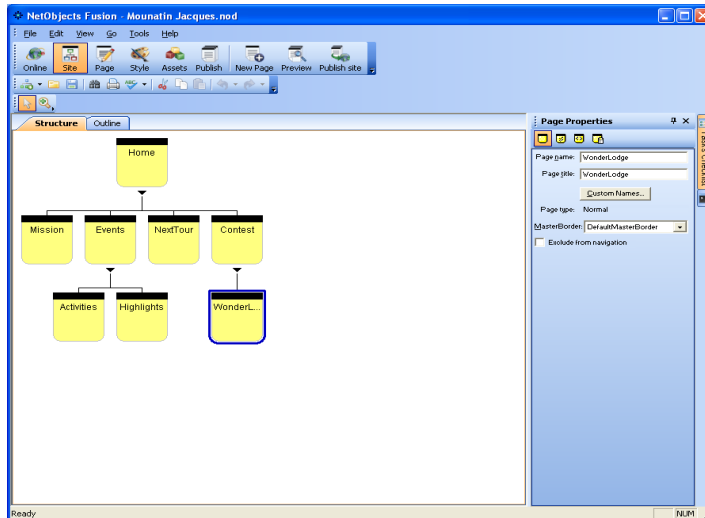 NetObjects Fusion - Mounatin Jacques.nod
File Edit View Go Tools Help
Online Site Page Style Assets Publish New Page Preview Publish site
Structure Outline
Home
Mission Events NextTour Contest
Activities Highlights WonderL...
Page Properties
Page name: WonderLodge
Page title: WonderLodge
Custom Names...
Page type: Normal
MasterBorder: DefaultMasterBorder
Exclude from navigation
Ready NUM